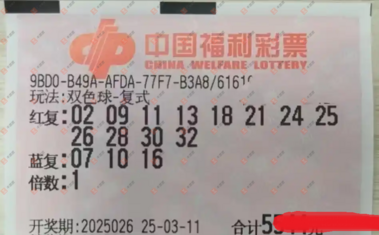 中国福利彩票
CHINA WELFARE LOTTERY
9BD0-B49A-AFDA-77F7-B3A8/6161
玩法:双色球-复式
红复:02 09 11 13 18 21 24 25
26 28 30 32
蓝复:07 10 16
倍数:1
开奖期:2025026 25-03-11 合计